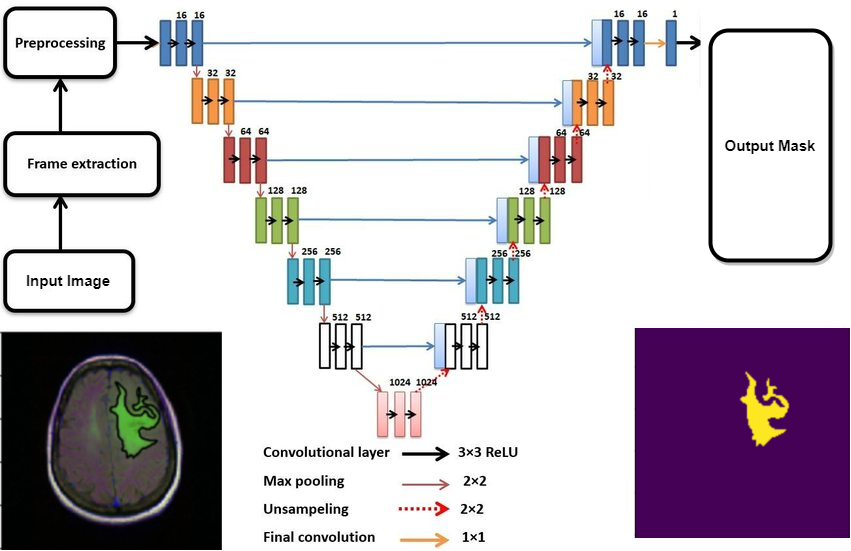 Preprocessing
Frame extraction
Input Image
16 16
32 32
64 64
128 128
256 256
512 512
1024 1024
512 512
256 256
128 128
64 64
32 32
16 16
1
Output Mask
Convolutional layer 3×3 ReLU
Max pooling 2×2
Unsampeling 2×2
Final convolution 1×1